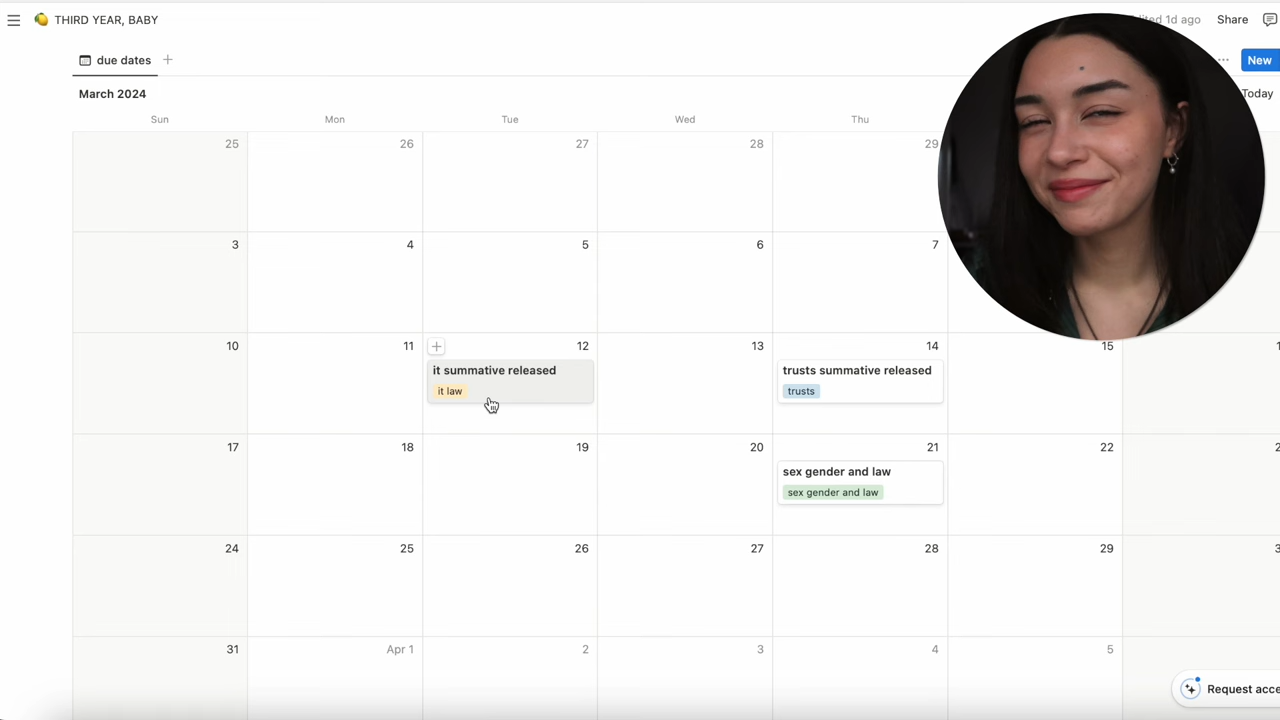 THIRD YEAR, BABY
ited 1d ago
Share
due dates
New
March 2024
Today
Sun Mon Tue Wed Thu
25 26 27 28 29
3 4 5 6 7
10 11 12 13 14 15
it summative released
it law
trusts summative released
trusts
17 18 19 20 21 22
sex gender and law
sex gender and law
24 25 26 27 28 29
31 Apr 1 2 3 4 5
Request acce